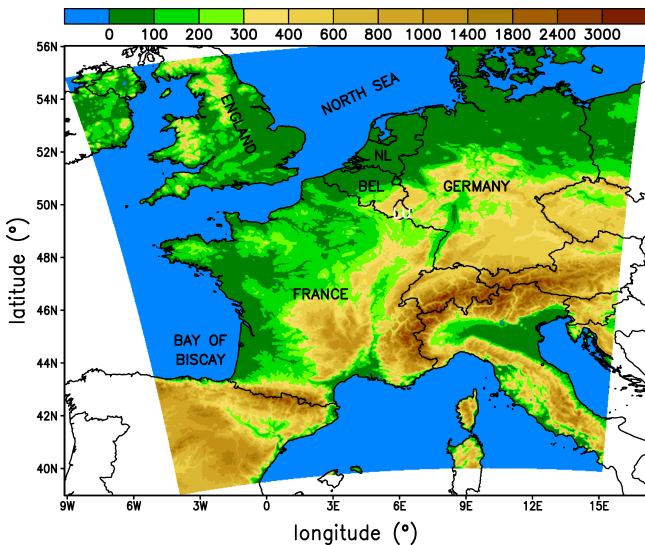 0 100 200 300 400 600 1000 1400 1800 2400 3000
56N
54N
NORTH SEA
ENGLAND
52N
NL
BEL
GERMANY
50N
LU
48N
FRANCE
46N
BAY OF
BISCAY
44N
42N
40N
9W 6W 3W 0 3E 6E 9E 12E 15E
latitude (°)
longitude (°)